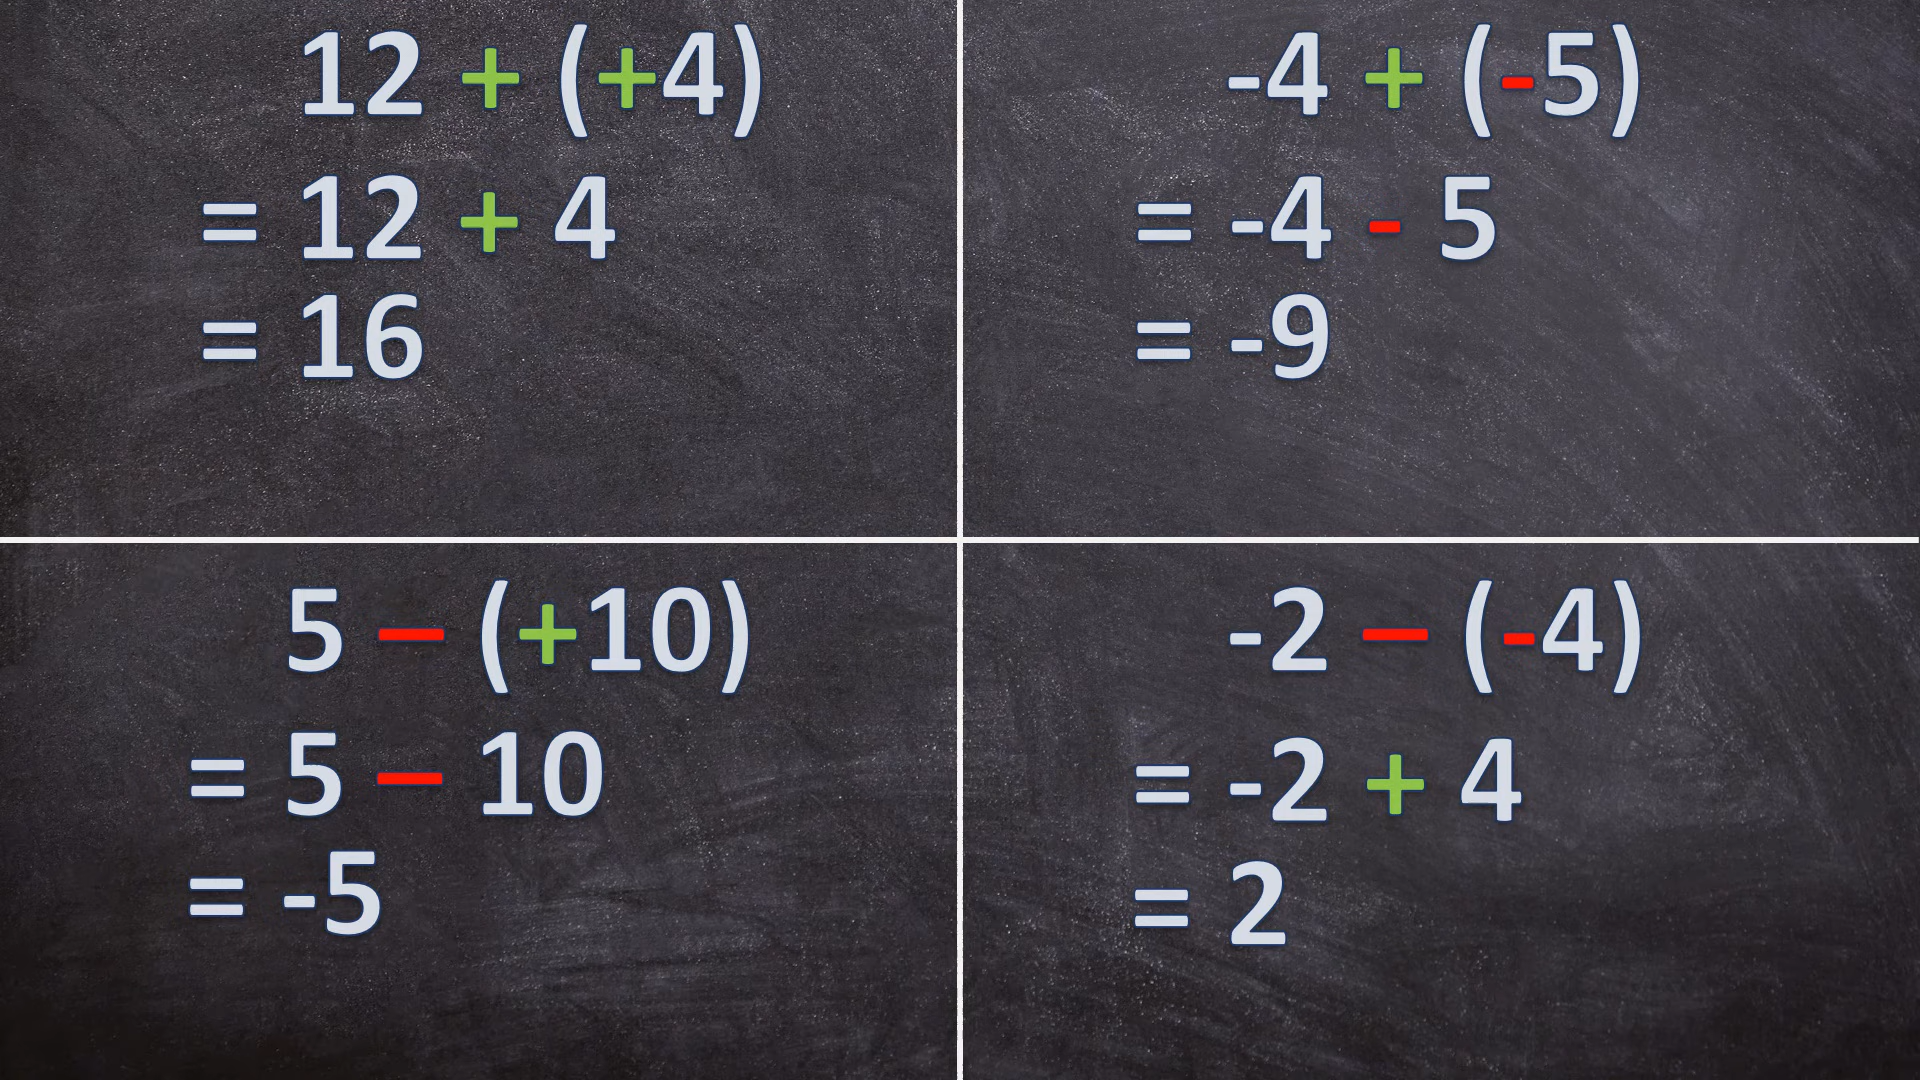 12 + (+4)
= 12 + 4
= 16
-4 + (-5)
= -4 - 5
= -9
5 – (+10)
= 5 – 10
= -5
-2 – (-4)
= -2 + 4
= 2